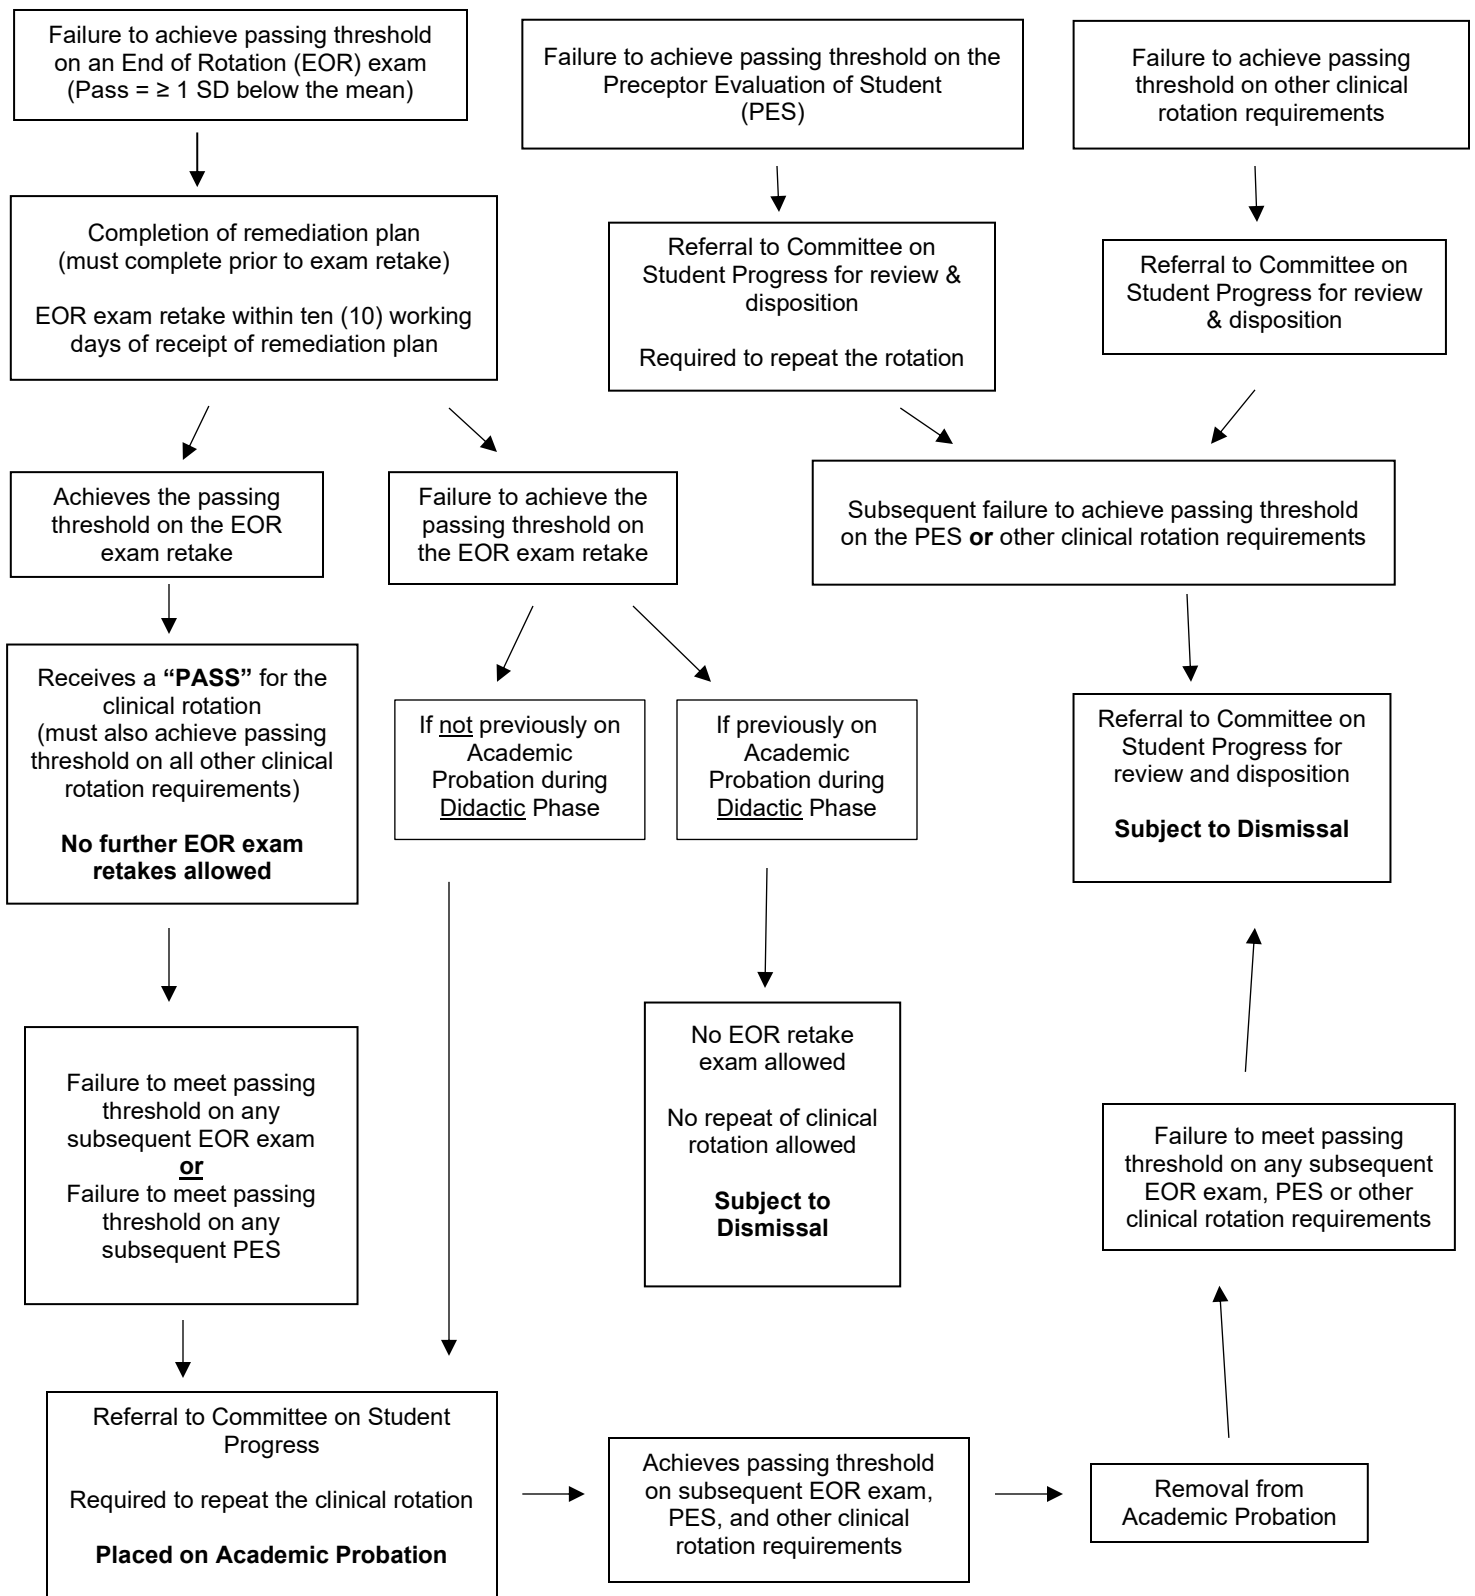 Failure to achieve passing threshold
on an End of Rotation (EOR) exam
(Pass = ≥ 1 SD below the mean)
Failure to achieve passing threshold on the
Preceptor Evaluation of Student
(PES)
Failure to achieve passing
threshold on other clinical
rotation requirements
Completion of remediation plan
(must complete prior to exam retake)
EOR exam retake within ten (10) working
days of receipt of remediation plan
Referral to Committee on
Student Progress for review &
disposition
Required to repeat the rotation
Referral to Committee on
Student Progress for review
& disposition
Achieves the passing
threshold on the EOR
exam retake
Failure to achieve the
passing threshold on
the EOR exam retake
Subsequent failure to achieve passing threshold
on the PES or other clinical rotation requirements
Receives a “PASS” for the
clinical rotation
(must also achieve passing
threshold on all other clinical
rotation requirements)
No further EOR exam
retakes allowed
If not previously on
Academic
Probation during
Didactic Phase
If previously on
Academic
Probation during
Didactic Phase
Referral to Committee on
Student Progress for
review and disposition
Subject to Dismissal
No EOR retake
exam allowed
No repeat of clinical
rotation allowed
Subject to
Dismissal
Failure to meet passing
threshold on any
subsequent EOR exam
or
Failure to meet passing
threshold on any
subsequent PES
Failure to meet passing
threshold on any subsequent
EOR exam, PES or other
clinical rotation requirements
Referral to Committee on Student
Progress
Required to repeat the clinical rotation
Placed on Academic Probation
Achieves passing threshold
on subsequent EOR exam,
PES, and other clinical
rotation requirements
Removal from
Academic Probation